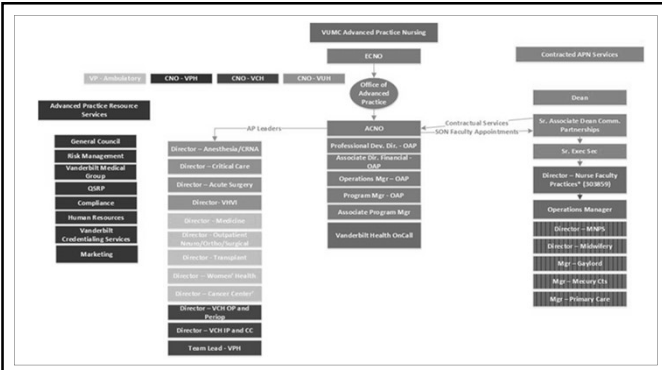 VUMC Advanced Practice Nursing
ECNO
Contracted APN Services
VP - Ambulatory
CNO - VPH
CNO - VCH
CNO - VUH
Office of
Advanced
Practice
Dean
Advanced Practice Resource
Services
AP Leaders
ACNO
Contractual Services
SON Faculty Appointments
Sr. Associate Dean Comm.
Partnerships
General Council
Risk Management
Vanderbilt Medical
Group
QSRP
Compliance
Human Resources
Vanderbilt
Credentialing Services
Marketing
Director – Anesthesia/CRNA
Director – Critical Care
Director – Acute Surgery
Director- VHVI
Director - Medicine
Director - Outpatient
Neuro/Ortho/Surgical
Director - Transplant
Director – Women/ Health
Director – Cancer Center'
Director – VCH OP and
Periop
Director – VCH IP and CC
Team Lead - VPH
Professional Dev. Dir. - OAP
Associate Dir. Financial -
OAP
Operations Mgr – OAP
Program Mgr - OAP
Associate Program Mgr
Vanderbilt Health OnCall
Sr. Exec Sec
Director – Nurse Faculty
Practices* (303859)
Operations Manager
Director – MNPS
Director – Midwifery
Mgr – Gaylord
Mgr – Mecury Cts
Mgr – Primary Care